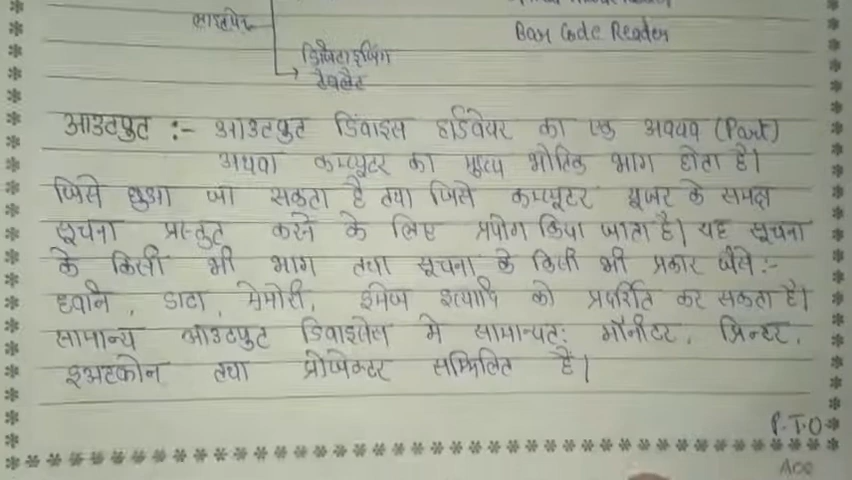 Bar Code Reader
लाइटपेन
डिजिटाइजिंग
टेबलेट
आउटपुट :- आउटपुट डिवाइस हार्डवेयर का एक अवयव (Part)
अथवा कम्प्यूटर का मुख्य भौतिक भाग होता है।
जिसे छुआ जा सकता है तथा जिसे कम्प्यूटर यूजर के समक्ष
सूचना प्रस्तुत करने के लिए प्रयोग किया जाता है। यह सूचना
के किसी भी भाग तथा सूचना के किसी भी प्रकार जैसे:-
ध्वनि, डाटा, मेमोरी, इमेज इत्यादि को प्रदर्शित कर सकता है।
सामान्य आउटपुट डिवाइसेस मे सामान्यत: मौनीटर, प्रिन्टर,
इअरफोन तथा प्रोजेक्टर सम्मिलित है।
P.T.O